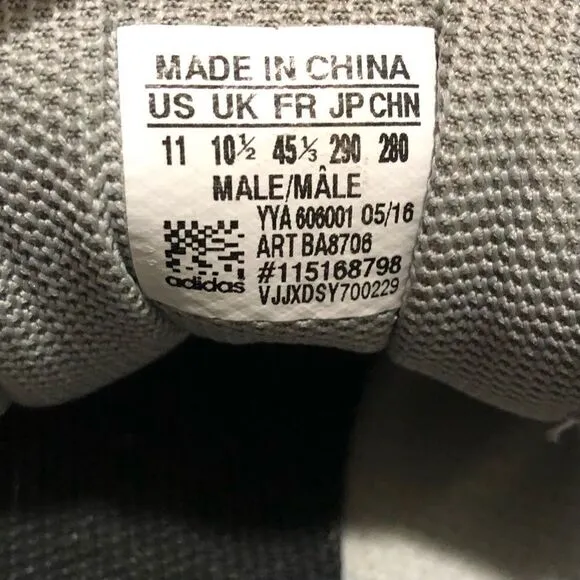 MADE IN CHINA
US UK FR JP CHN
11 10½ 45⅓ 290 280
MALE/MÂLE
YYA 606001 05/16
ART BA8706
#115168798
adidas VJJXDSY700229